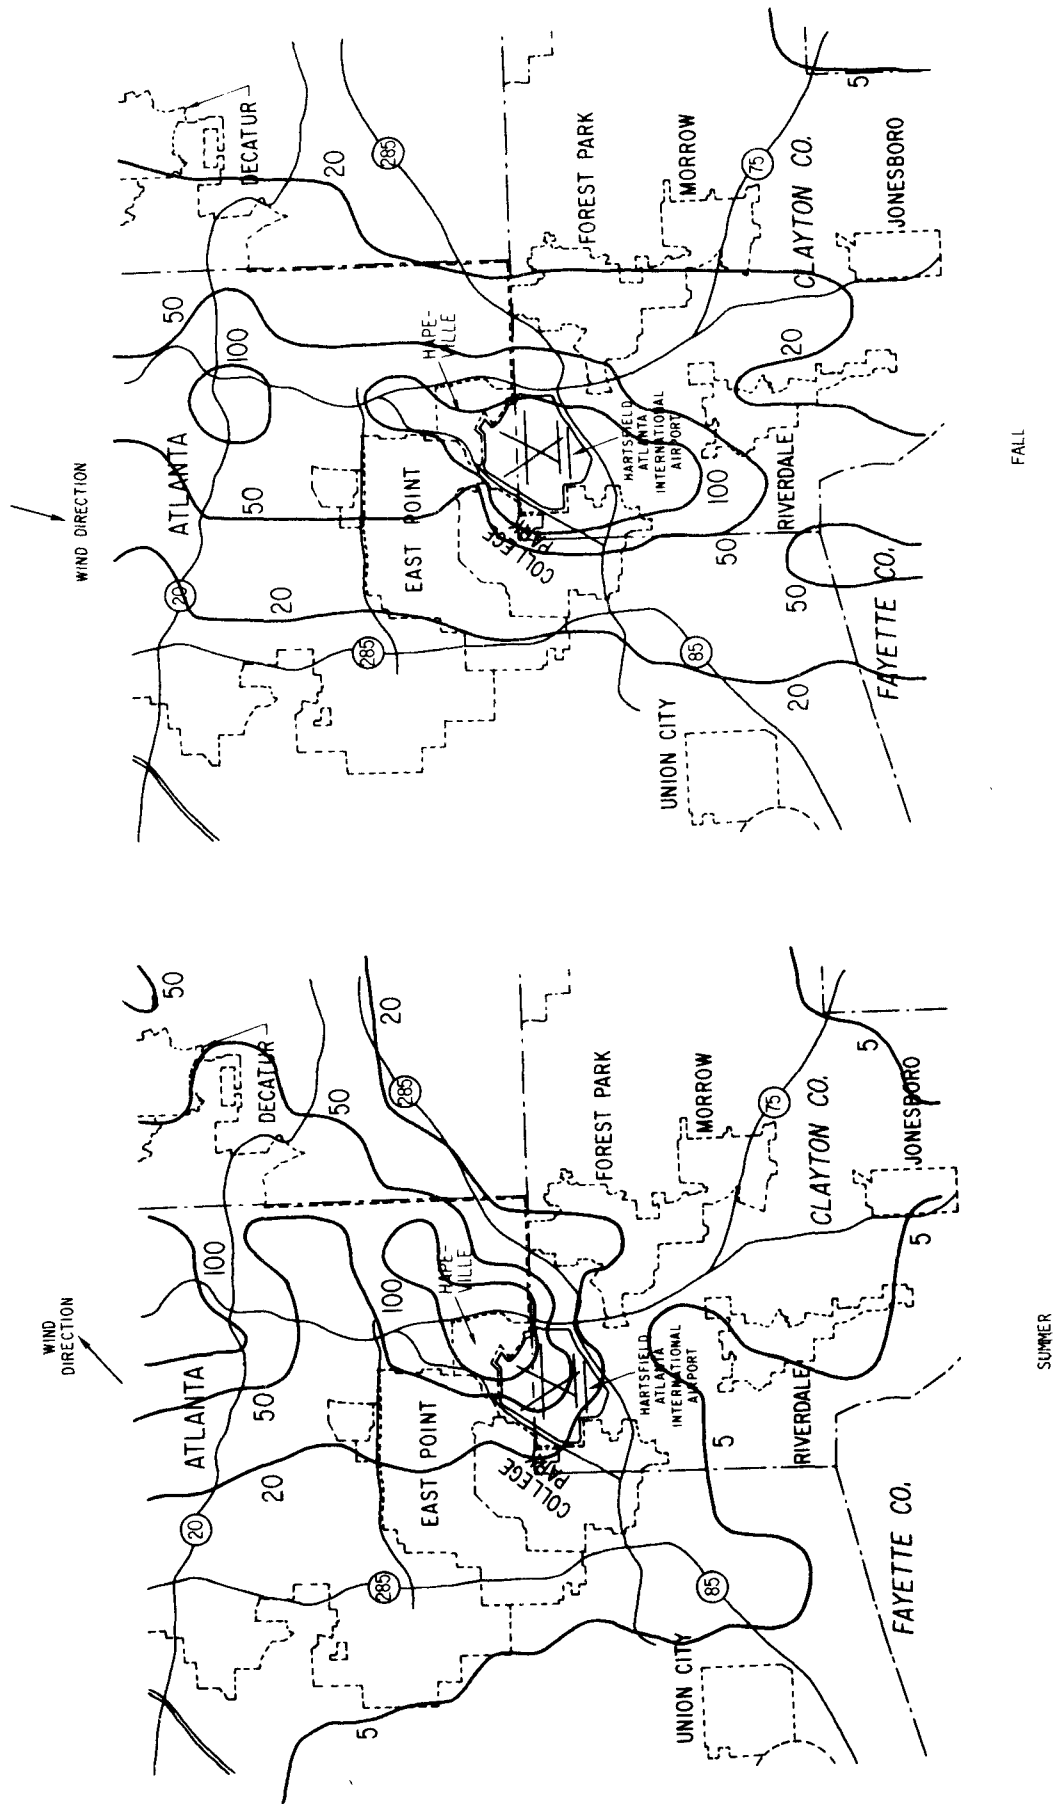 WIND
DIRECTION
50
DECATUR
50
20
285
100
ATLANTA
50
20
20
100
HAPE-
VILLE
EAST POINT
COLLEGE
PARK
285
FOREST PARK
MORROW
75
CLAYTON CO.
JONESBORO
5
5
HARTSFIELD
ATLANTA
INTERNATIONAL
AIRPORT
5
RIVERDALE
85
UNION CITY
FAYETTE CO.
5
SUMMER
WIND DIRECTION
DECATUR
20
285
50
100
ATLANTA
50
20
20
HAPE-
VILLE
EAST POINT
COLLEGE
PARK
285
FOREST PARK
MORROW
75
CLAYTON CO.
JONESBORO
5
20
HARTSFIELD
ATLANTA
INTERNATIONAL
AIRPORT
100
RIVERDALE
50
50
85
20
UNION CITY
FAYETTE CO.
FALL